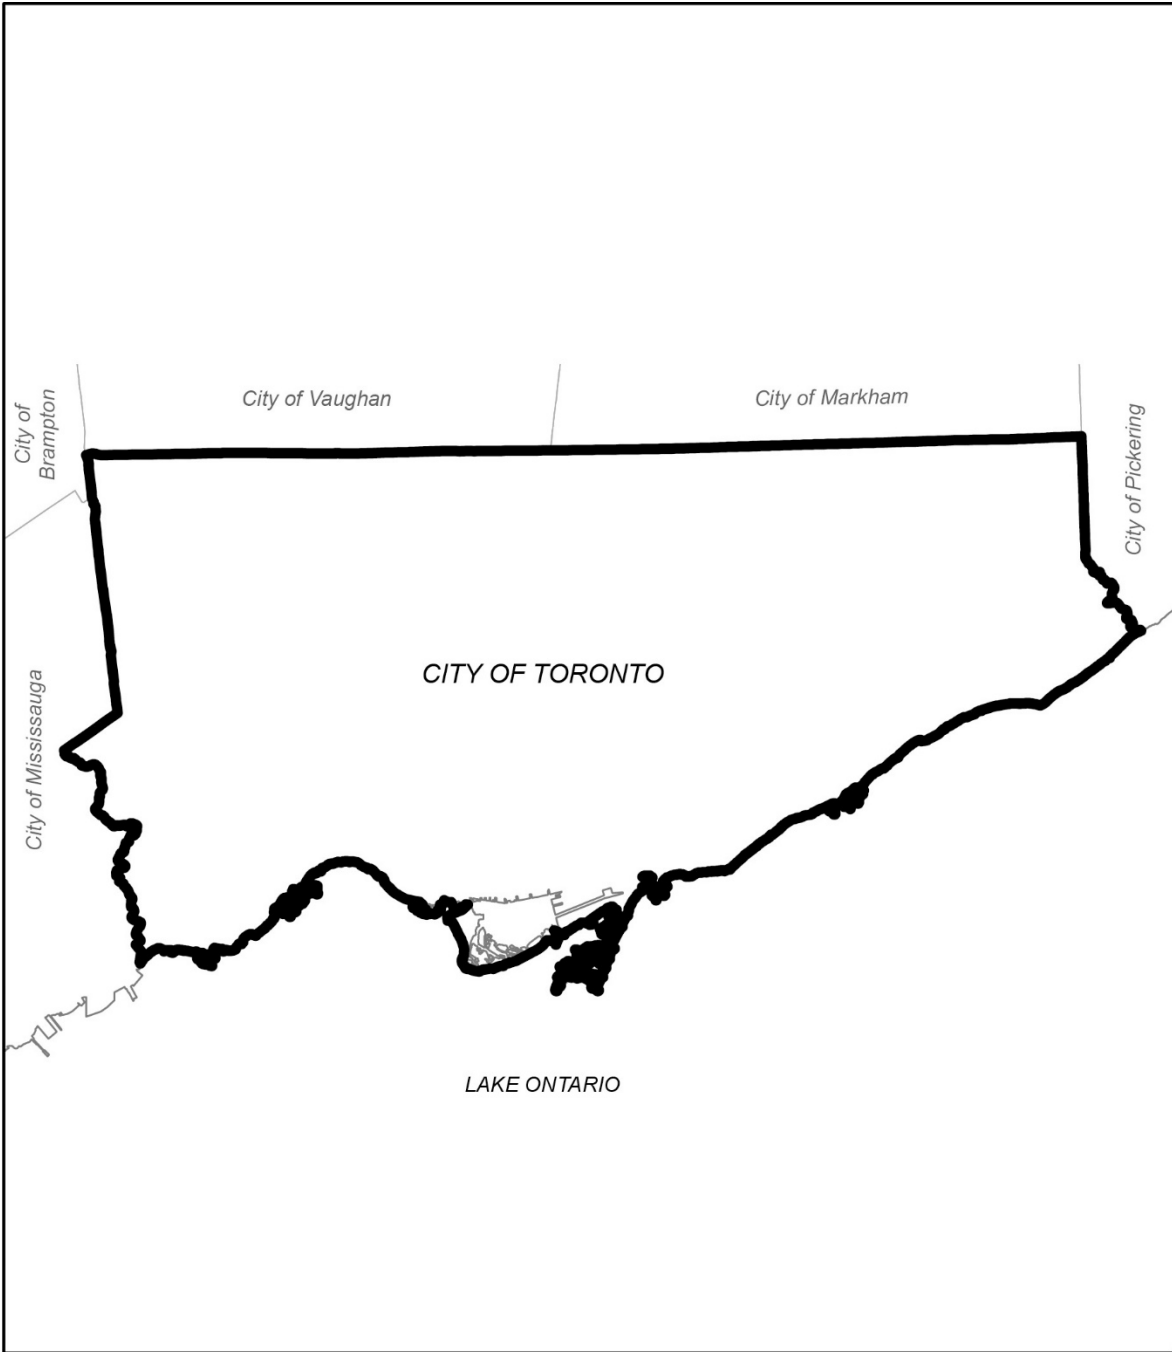 City of
Brampton
City of Vaughan
City of Markham
City of Pickering
CITY OF TORONTO
City of Mississauga
LAKE ONTARIO